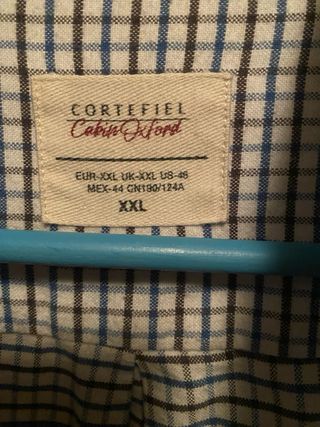 CORTEFIEL
Cabin Oxford
EUR-XXL UK-XXL US-46
MEX-44 CN190/124A
XXL